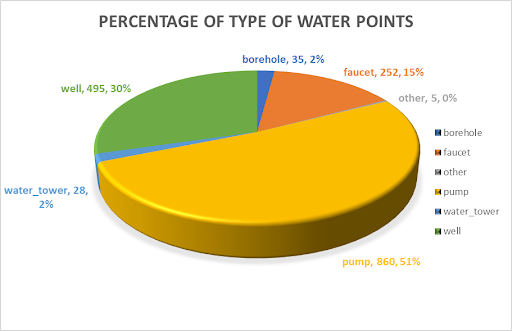 PERCENTAGE OF TYPE OF WATER POINTS
borehole, 35, 2%
faucet, 252, 15%
well, 495, 30%
other, 5, 0%
borehole
faucet
other
pump
water_tower
well
water_tower, 28,
2%
pump, 860, 51%